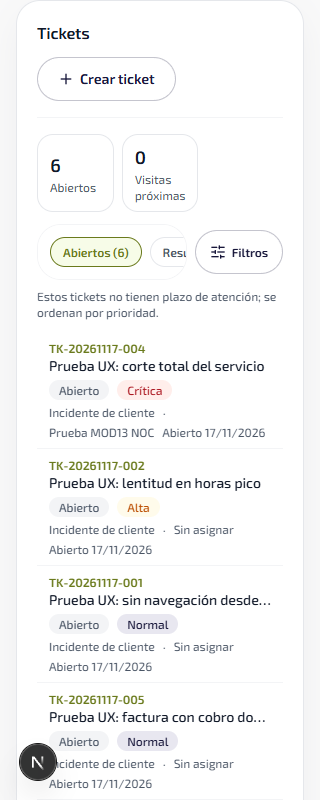 Tickets
+ Crear ticket
6
Abiertos
0
Visitas
próximas
Abiertos (6)
Filtros
Estos tickets no tienen plazo de atención; se
ordenan por prioridad.
TK-20261117-004
Prueba UX: corte total del servicio
Abierto Crítica
Incidente de cliente ·
Prueba MOD13 NOC Abierto 17/11/2026
TK-20261117-002
Prueba UX: lentitud en horas pico
Abierto Alta
Incidente de cliente · Sin asignar
Abierto 17/11/2026
TK-20261117-001
Prueba UX: sin navegación desde...
Abierto Normal
Incidente de cliente · Sin asignar
Abierto 17/11/2026
TK-20261117-005
Prueba UX: factura con cobro do...
Abierto Normal
N
de cliente · Sin asignar
Abierto 17/11/2026